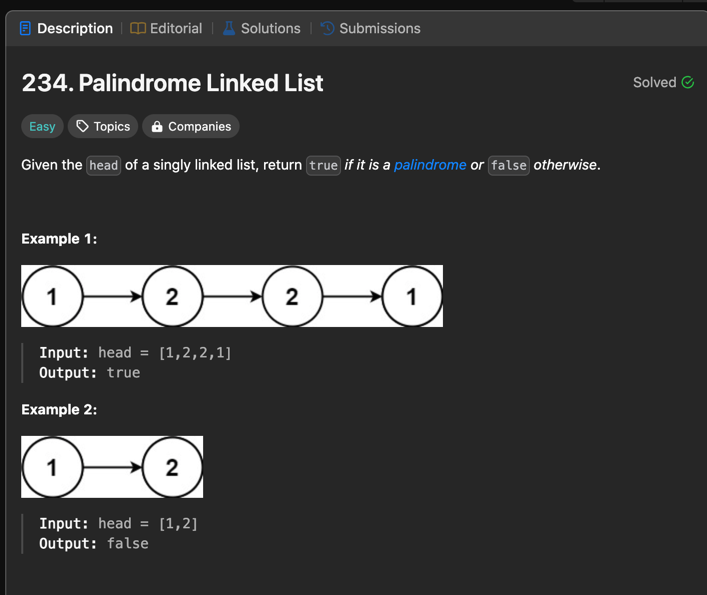 Description | Editorial | Solutions | Submissions
234. Palindrome Linked List Solved
Easy Topics Companies
Given the head of a singly linked list, return true if it is a palindrome or false otherwise.
Example 1:
1 2 2 1
Input: head = [1,2,2,1]
Output: true
Example 2:
1 2
Input: head = [1,2]
Output: false